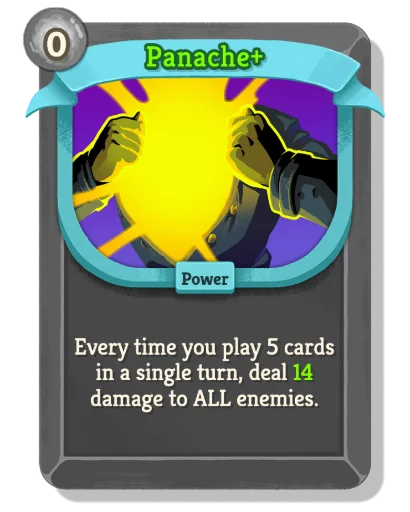 0
Panache+
Power
Every time you play 5 cards
in a single turn, deal 14
damage to ALL enemies.